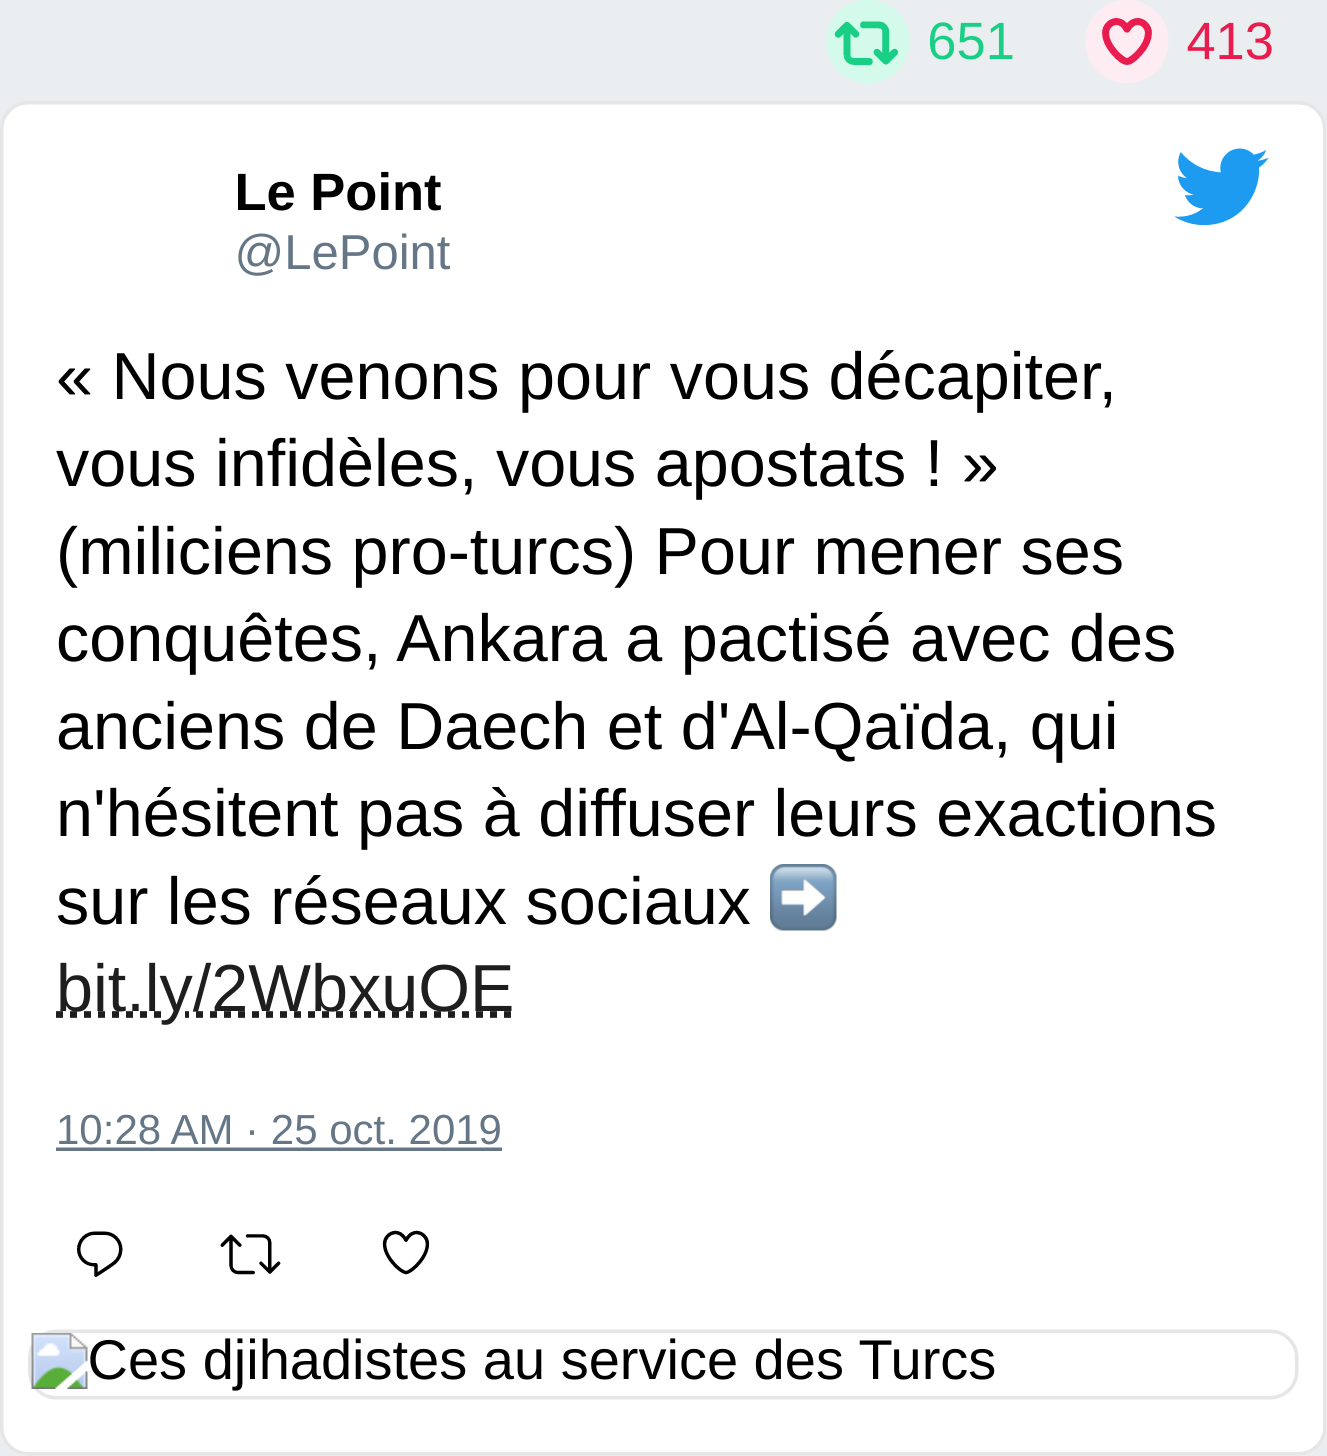 651 413
Le Point
@LePoint
« Nous venons pour vous décapiter,
vous infidèles, vous apostats ! »
(miliciens pro-turcs) Pour mener ses
conquêtes, Ankara a pactisé avec des
anciens de Daech et d'Al-Qaïda, qui
n'hésitent pas à diffuser leurs exactions
sur les réseaux sociaux ➡️
bit.ly/2WbxuOE
10:28 AM · 25 oct. 2019
Ces djihadistes au service des Turcs